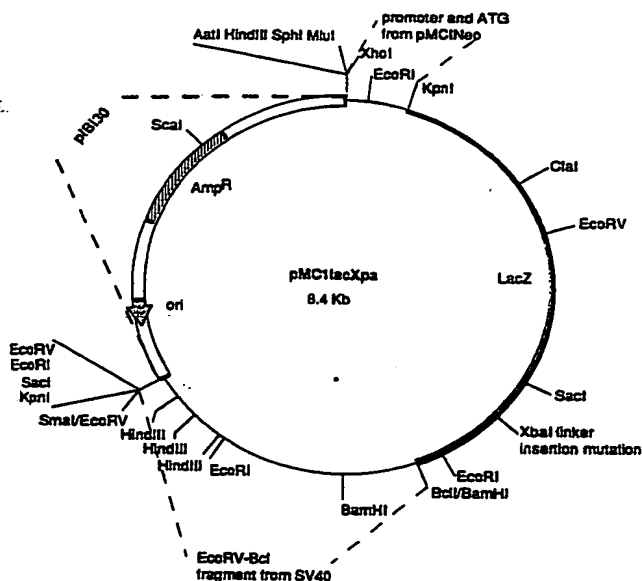 promoter and ATG
from pMC1Neo
AatI HindIII SphI MluI
XhoI
EcoRI
KpnI
pIBI30
ScaI
AmpR
ClaI
EcoRV
pMC1lacXpa
8.4 Kb
LacZ
ori
EcoRV
EcoRI
SacI
KpnI
SmaI/EcoRV
HindIII
HindIII
HindIII
EcoRI
BamHI
SacI
XbaI linker
insertion mutation
EcoRI
BclI/BamHI
EcoRV-Bcl
fragment from SV40